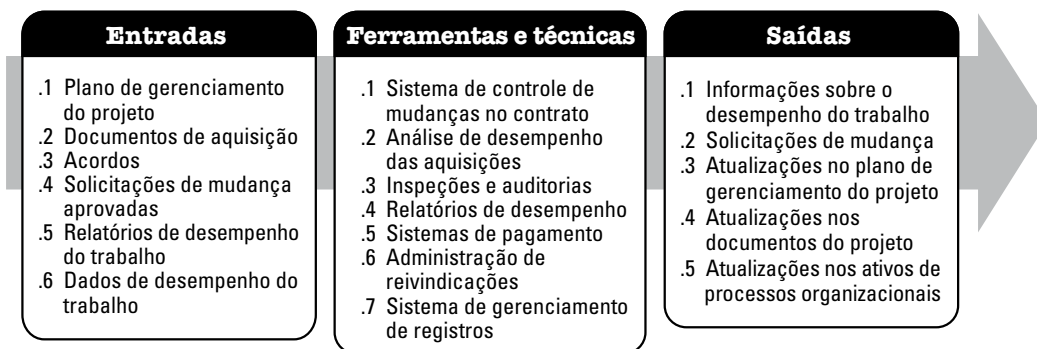 Entradas
.1 Plano de gerenciamento
do projeto
.2 Documentos de aquisição
.3 Acordos
.4 Solicitações de mudança
aprovadas
.5 Relatórios de desempenho
do trabalho
.6 Dados de desempenho do
trabalho
Ferramentas e técnicas
.1 Sistema de controle de
mudanças no contrato
.2 Análise de desempenho
das aquisições
.3 Inspeções e auditorias
.4 Relatórios de desempenho
.5 Sistemas de pagamento
.6 Administração de
reivindicações
.7 Sistema de gerenciamento
de registros
Saídas
.1 Informações sobre o
desempenho do trabalho
.2 Solicitações de mudança
.3 Atualizações no plano de
gerenciamento do projeto
.4 Atualizações nos
documentos do projeto
.5 Atualizações nos ativos de
processos organizacionais